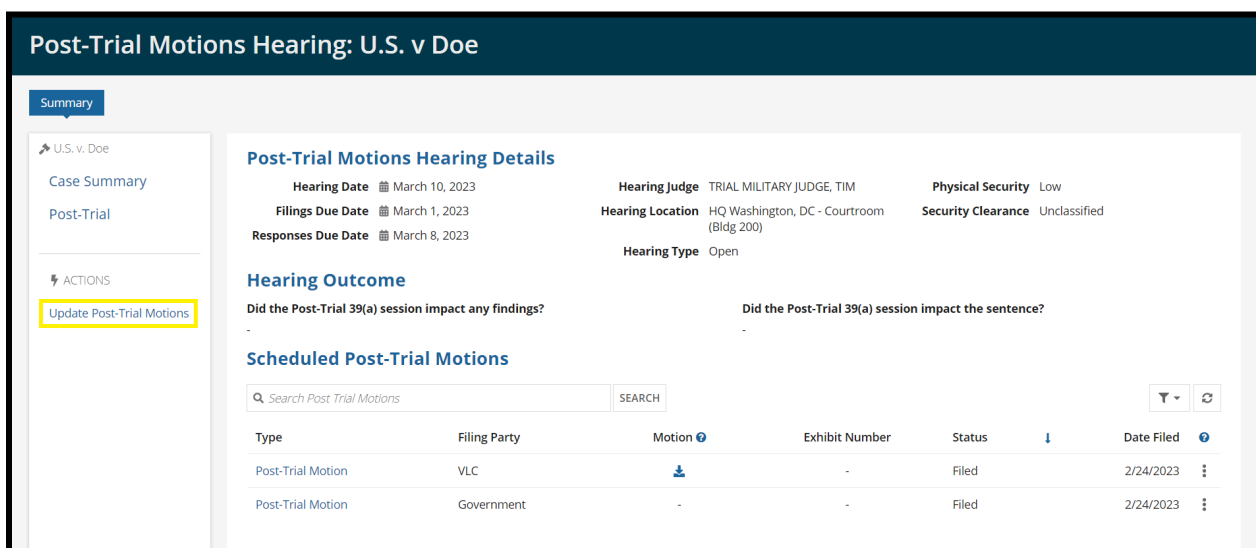 Post-Trial Motions Hearing: U.S. v Doe
Summary
U.S. v. Doe
Case Summary
Post-Trial
ACTIONS
Update Post-Trial Motions
Post-Trial Motions Hearing Details
Hearing Date March 10, 2023
Filings Due Date March 1, 2023
Responses Due Date March 8, 2023
Hearing Judge TRIAL MILITARY JUDGE, TIM
Hearing Location HQ Washington, DC - Courtroom
(Bldg 200)
Hearing Type Open
Physical Security Low
Security Clearance Unclassified
Hearing Outcome
Did the Post-Trial 39(a) session impact any findings?
-
Did the Post-Trial 39(a) session impact the sentence?
-
Scheduled Post-Trial Motions
Search Post Trial Motions SEARCH
Type Filing Party Motion Exhibit Number Status Date Filed
Post-Trial Motion VLC - Filed 2/24/2023
Post-Trial Motion Government - - Filed 2/24/2023